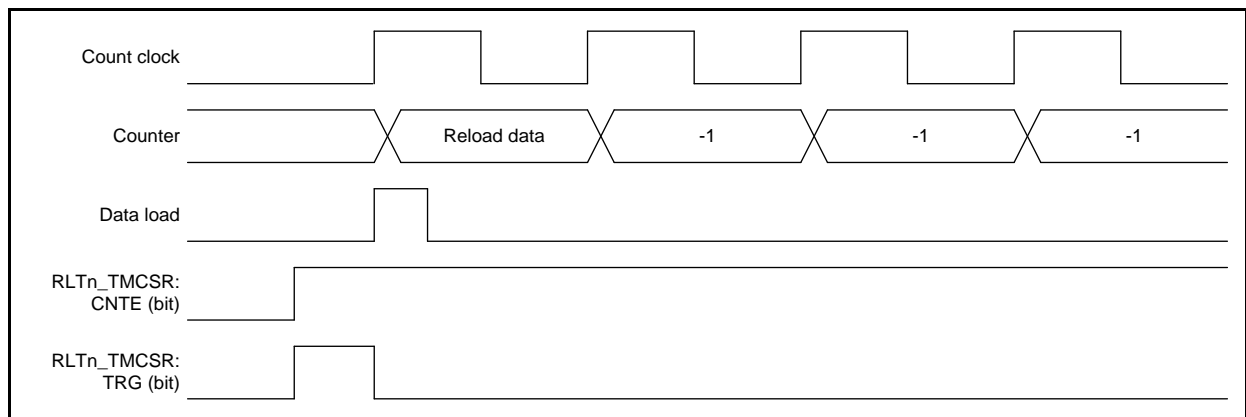 Count clock
Counter
Reload data
-1
-1
-1
Data load
RLTn_TMCSR:
CNTE (bit)
RLTn_TMCSR:
TRG (bit)